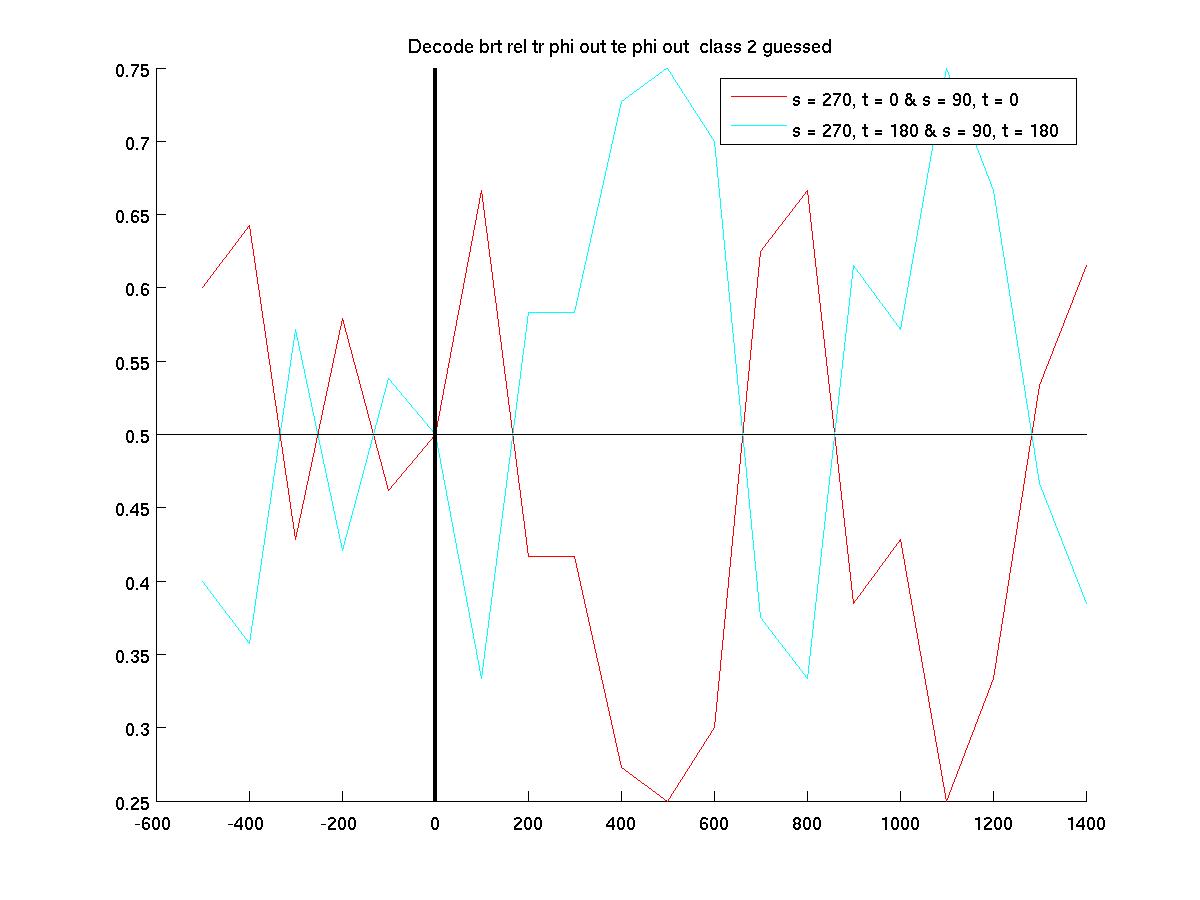 Decode brt rel tr phi out te phi out  class 2 guessed
s = 270, t = 0 & s = 90, t = 0
s = 270, t = 180 & s = 90, t = 180
0.75
0.7
0.65
0.6
0.55
0.5
0.45
0.4
0.35
0.3
0.25
-600 -400 -200 0 200 400 600 800 1000 1200 1400